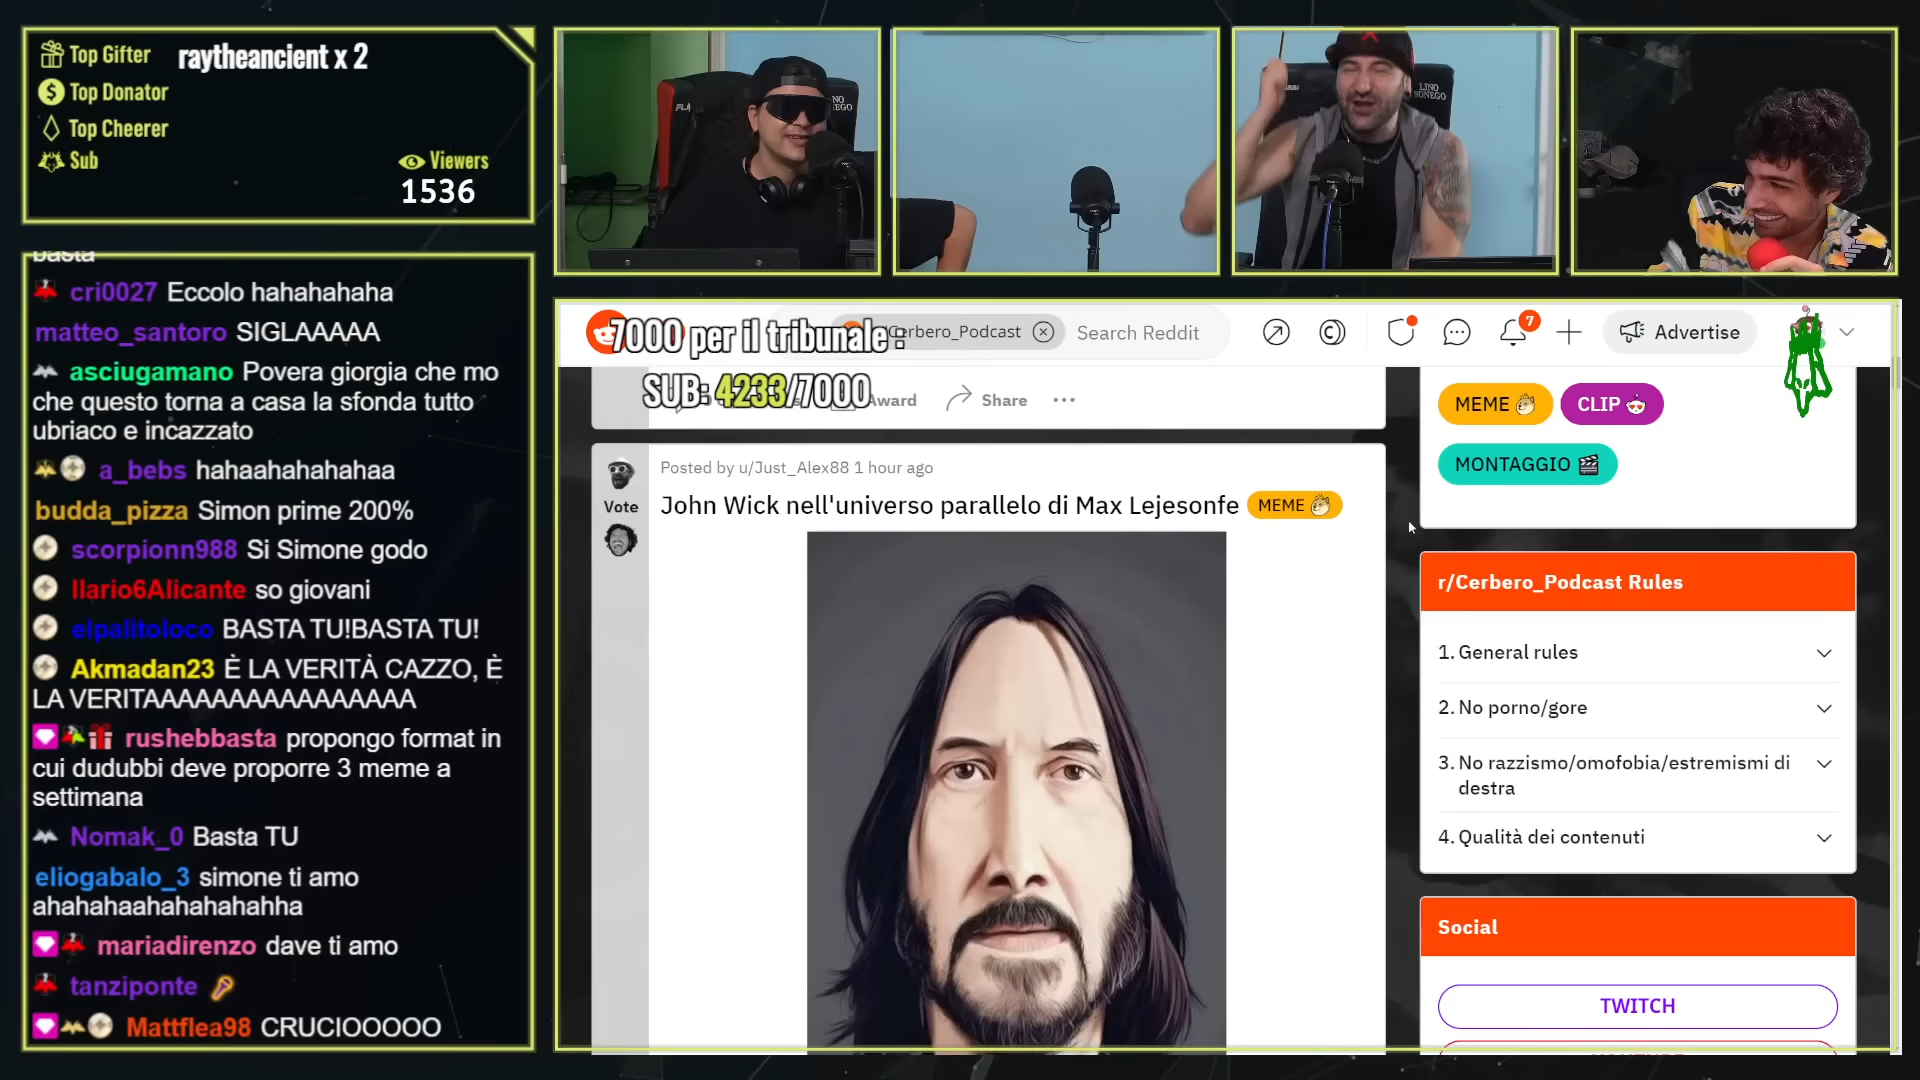 Top Gifter raytheancient x 2
Top Donator
Top Cheerer
Sub
Viewers
1536
basta
cri0027 Eccolo hahahahaha
matteo_santoro SIGLAAAAA
asciugamano Povera giorgia che mo
che questo torna a casa la sfonda tutto
ubriaco e incazzato
a_bebs hahaahahahahaa
budda_pizza Simon prime 200%
scorpionn988 Si Simone godo
Ilario6Alicante so giovani
elpalitoloco BASTA TU!BASTA TU!
Akmadan23 È LA VERITÀ CAZZO, È
LA VERITAAAAAAAAAAAAAAAA
rushebbasta propongo format in
cui dudubbi deve proporre 3 meme a
settimana
Nomak_0 Basta TU
eliogabalo_3 simone ti amo
ahahahaahahahahahha
mariadirenzo dave ti amo
tanziponte
Mattflea98 CRUCIOOOOO
LINO
SONEGO
7000 per il tribunale :
SUB: 4233/7000
Cerbero_Podcast
Search Reddit
7
Advertise
Award
Share
Posted by u/Just_Alex88 1 hour ago
Vote
John Wick nell'universo parallelo di Max Lejesonfe MEME
MEME
CLIP
MONTAGGIO
r/Cerbero_Podcast Rules
1. General rules
2. No porno/gore
3. No razzismo/omofobia/estremismi di
destra
4. Qualità dei contenuti
Social
TWITCH